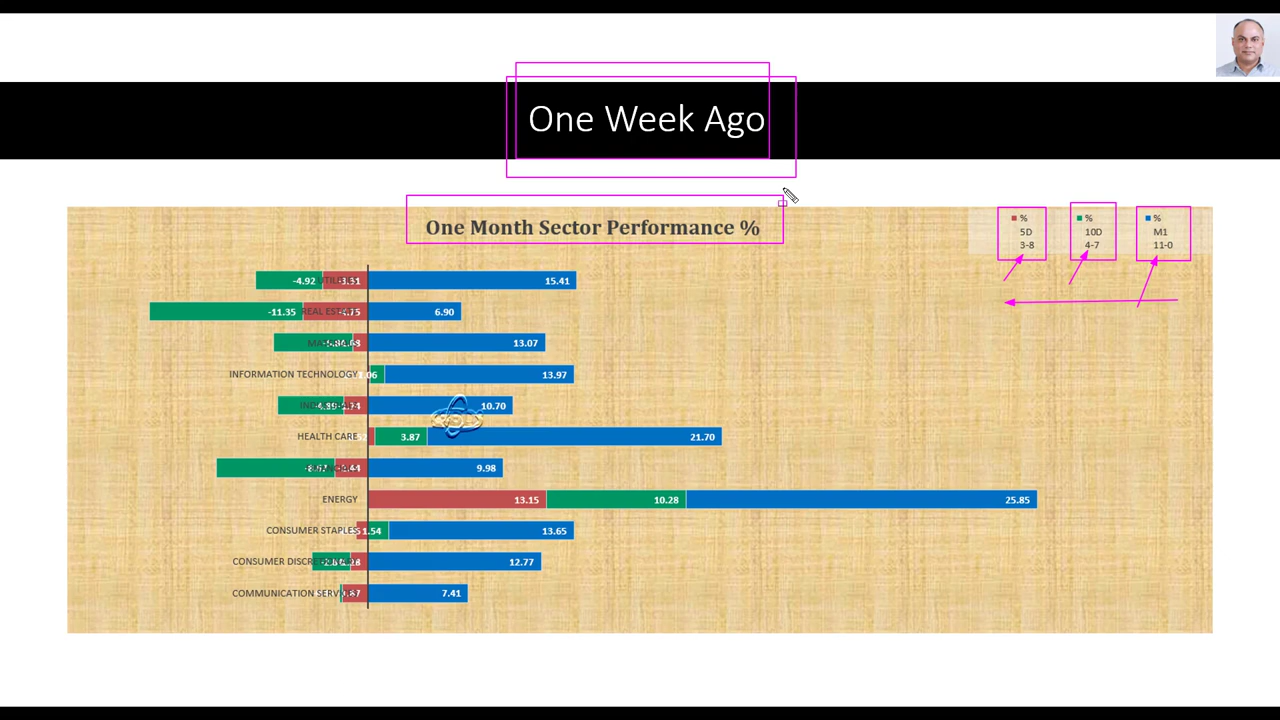 One Week Ago
One Month Sector Performance %
% % %
5D 10D M1
3-8 4-7 11-0
-4.92 15.41
-11.35 REAL 6.90
13.07
INFORMATION TECHNOLOGY 13.97
10.70
HEALTH CARE 3.87 21.70
9.98
ENERGY 13.15 10.28 25.85
CONSUMER STAPLES 1.54 13.65
CONSUMER 12.77
COMMUNICATION 7.41